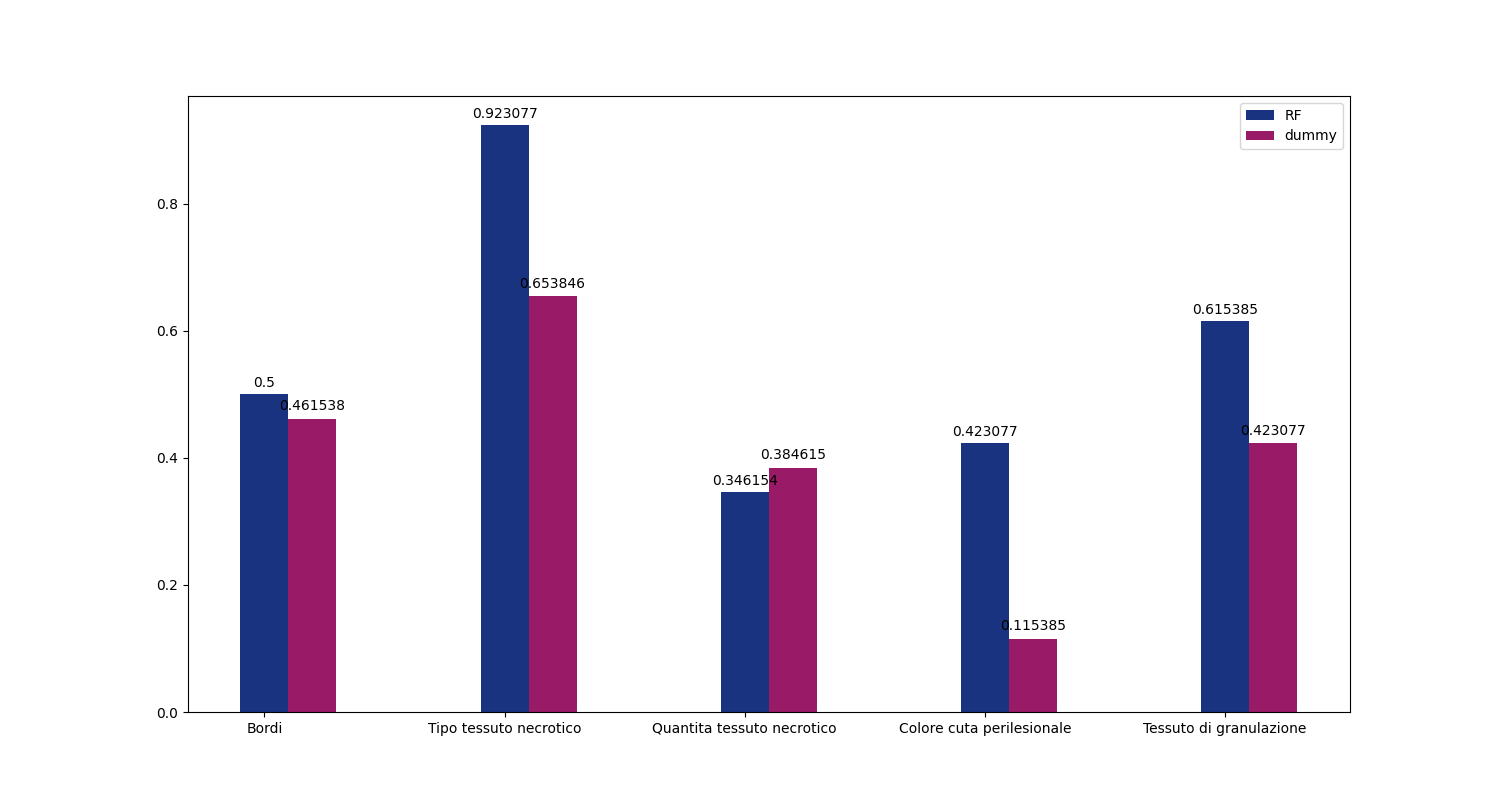 RF
dummy
0.923077
0.653846
0.615385
0.5
0.461538
0.423077
0.423077
0.384615
0.346154
0.115385
0.8
0.6
0.4
0.2
0.0
Bordi
Tipo tessuto necrotico
Quantita tessuto necrotico
Colore cuta perilesionale
Tessuto di granulazione